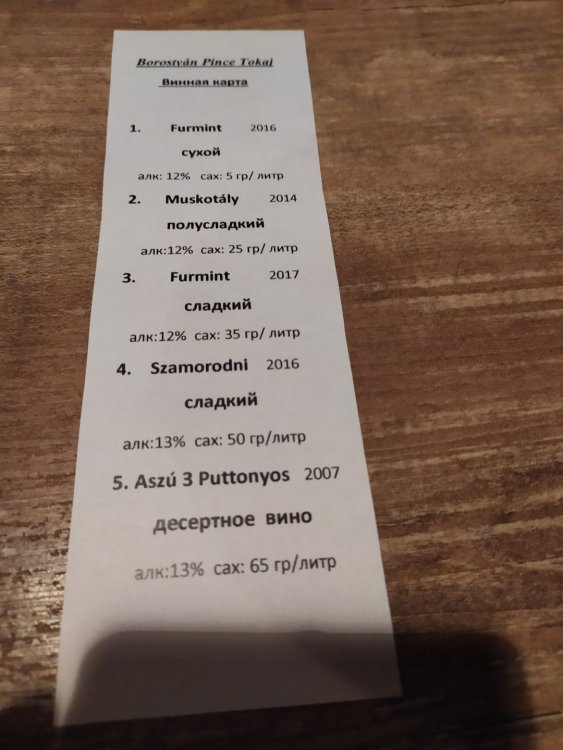 Borostyán Pince Tokaj
Винная карта
1. Furmint 2016
сухой
алк: 12% сах: 5 гр/ литр
2. Muskotály 2014
полусладкий
алк:12% сах: 25 гр/ литр
3. Furmint 2017
сладкий
алк:12% сах: 35 гр/ литр
4. Szamorodni 2016
сладкий
алк:13% сах: 50 гр/литр
5. Aszú 3 Puttonyos 2007
десертное вино
алк:13% сах: 65 гр/литр